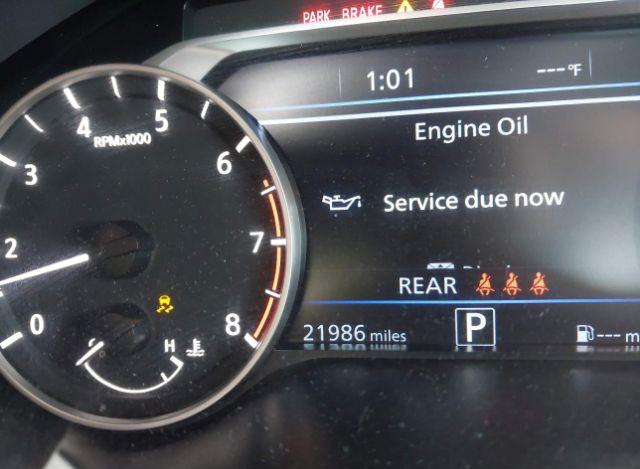 PARK BRAKE
1:01 ---°F
Engine Oil
Service due now
REAR
21986 miles P --- m
5
4
RPMx1000
6
3
7
2
0
8
C H